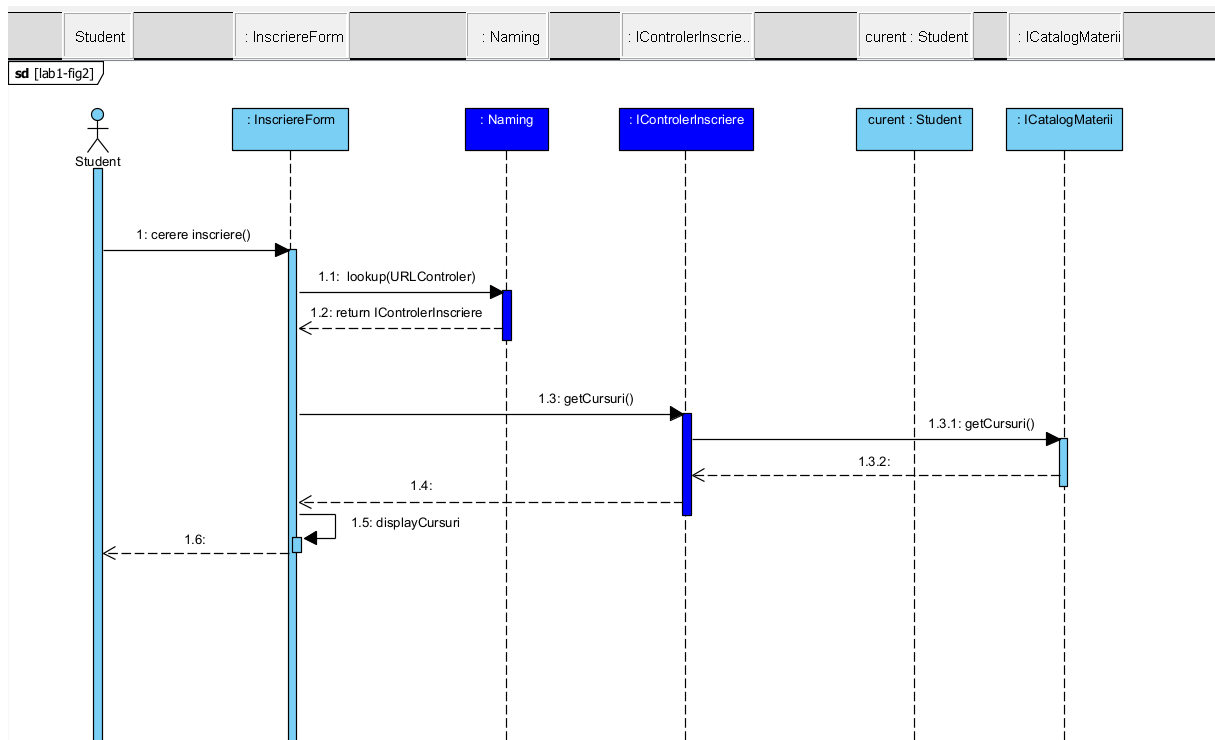 Student
: InscriereForm
: Naming
: IControlerInscrie..
curent : Student
: ICatalogMaterii
sd [lab1-fig2]
: InscriereForm
: Naming
: IControlerInscriere
curent : Student
: ICatalogMaterii
Student
1: cerere inscriere()
1.1: lookup(URLControler)
1.2: return IControlerInscriere
1.3: getCursuri()
1.3.1: getCursuri()
1.3.2:
1.4:
1.5: displayCursuri
1.6: